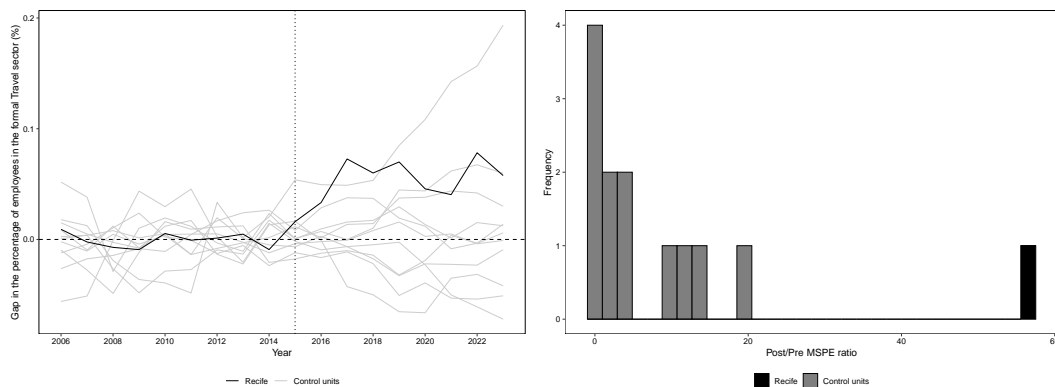 Gap in the percentage of employees in the formal Travel sector (%)
0.2
0.1
0.0
2006 2008 2010 2012 2014 2016 2018 2020 2022
Year
Recife Control units
Frequency
4
3
2
1
0
0 20 40 60
Post/Pre MSPE ratio
Recife Control units